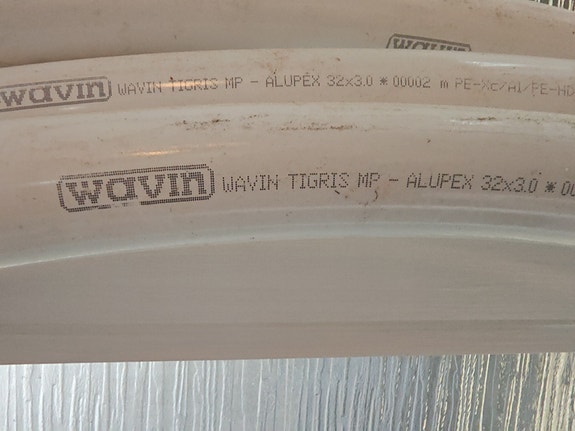 wavin
wavin WAVIN TIGRIS MP - ALUPEX 32x3.0 * 00002 m PE-Xc/Al/PE-HD
wavin WAVIN TIGRIS MP - ALUPEX 32x3.0 * 00